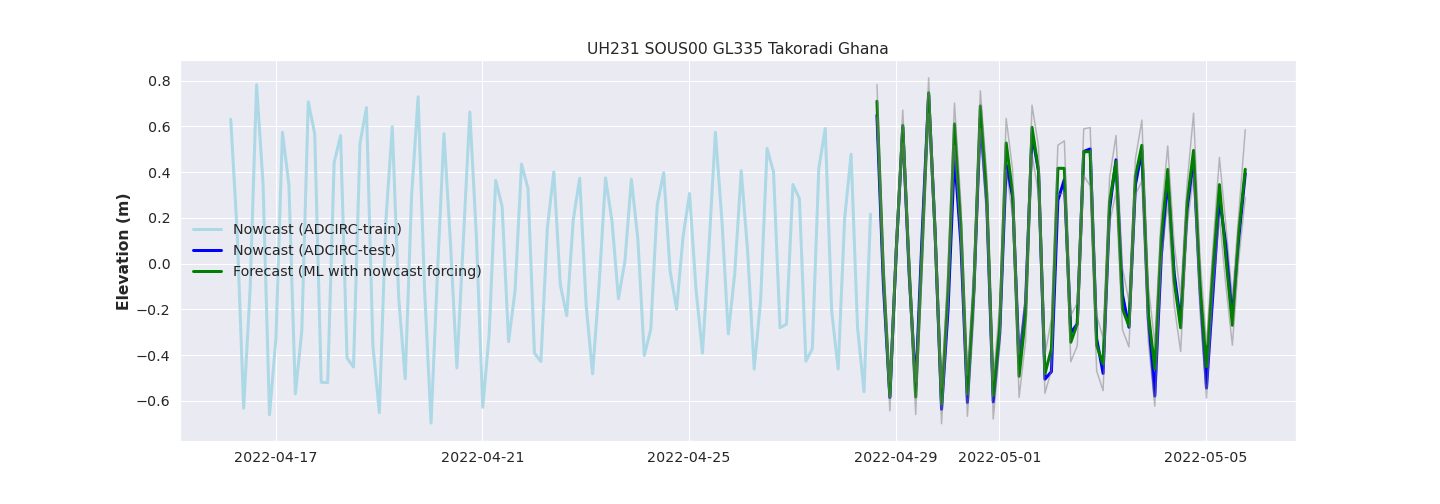 UH231 SOUS00 GL335 Takoradi Ghana
Elevation (m)
0.8
0.6
0.4
0.2
0.0
−0.2
−0.4
−0.6
Nowcast (ADCIRC-train)
Nowcast (ADCIRC-test)
Forecast (ML with nowcast forcing)
2022-04-17
2022-04-21
2022-04-25
2022-04-29
2022-05-01
2022-05-05